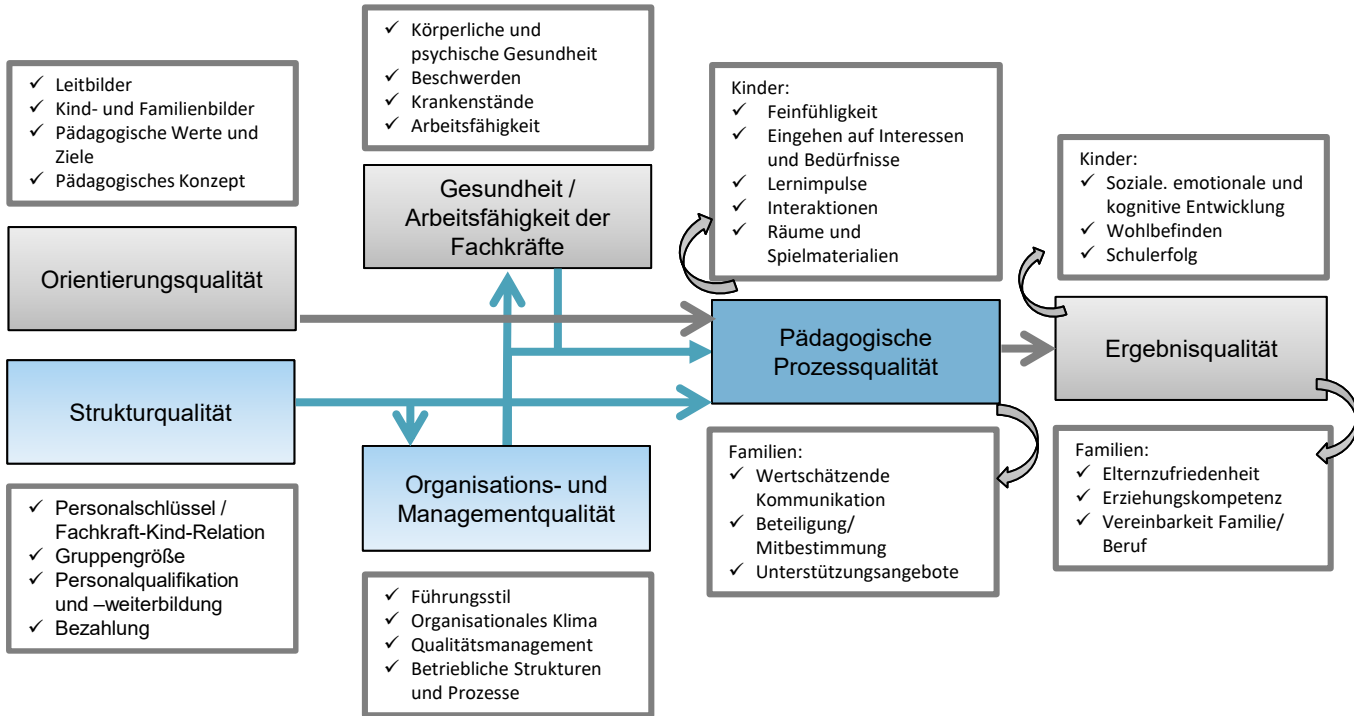 ✓ Leitbilder
✓ Kind- und Familienbilder
✓ Pädagogische Werte und
Ziele
✓ Pädagogisches Konzept
Orientierungsqualität
Strukturqualität
✓ Personalschlüssel /
Fachkraft-Kind-Relation
✓ Gruppengröße
✓ Personalqualifikation
und –weiterbildung
✓ Bezahlung
✓ Körperliche und
psychische Gesundheit
✓ Beschwerden
✓ Krankenstände
✓ Arbeitsfähigkeit
Gesundheit /
Arbeitsfähigkeit der
Fachkräfte
Organisations- und
Managementqualität
✓ Führungsstil
✓ Organisationales Klima
✓ Qualitätsmanagement
✓ Betriebliche Strukturen
und Prozesse
Kinder:
✓ Feinfühligkeit
✓ Eingehen auf Interessen
und Bedürfnisse
✓ Lernimpulse
✓ Interaktionen
✓ Räume und
Spielmaterialien
Pädagogische
Prozessqualität
Familien:
✓ Wertschätzende
Kommunikation
✓ Beteiligung/
Mitbestimmung
✓ Unterstützungsangebote
Kinder:
✓ Soziale. emotionale und
kognitive Entwicklung
✓ Wohlbefinden
✓ Schulerfolg
Ergebnisqualität
Familien:
✓ Elternzufriedenheit
✓ Erziehungskompetenz
✓ Vereinbarkeit Familie/
Beruf